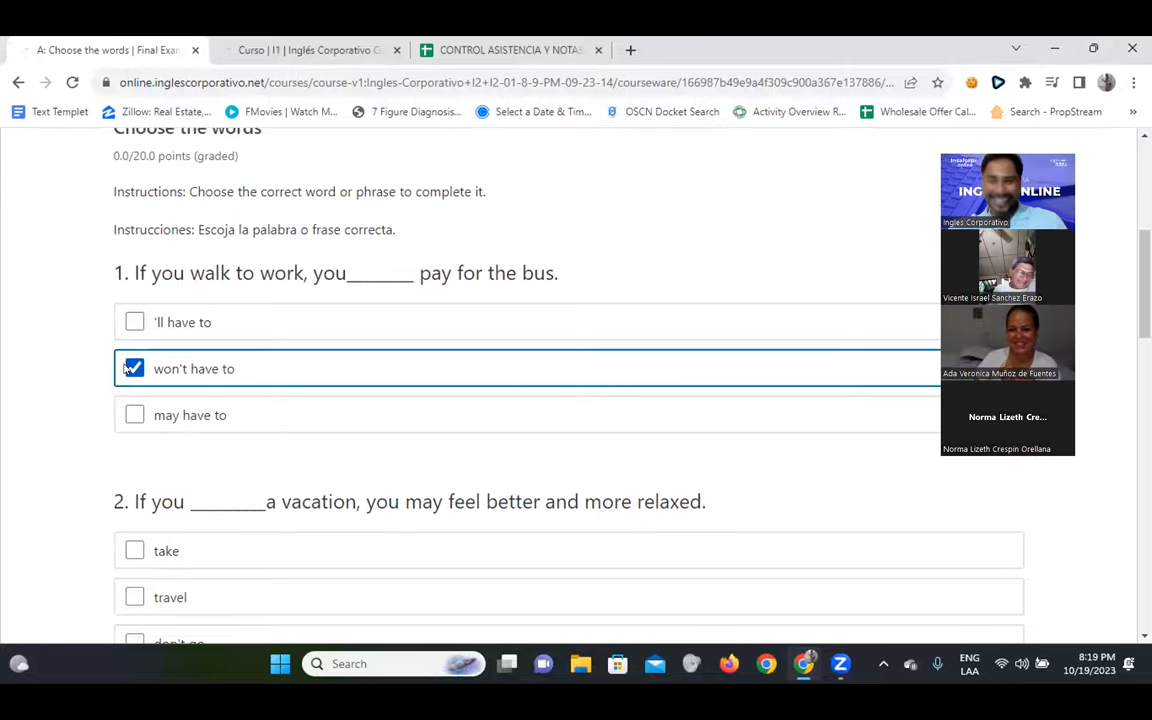 A: Choose the words | Final Exan
Curso | I1 | Inglés Corporativo O
CONTROL ASISTENCIA Y NOTAS
online.inglescorporativo.net/courses/course-v1:Ingles-Corporativo+I2+I2-01-8-9-PM-09-23-14/courseware/166987b49e9a4f309c900a367e137886/...
Text Templet
Zillow: Real Estate,...
FMovies | Watch M...
7 Figure Diagnosis...
Select a Date & Tim...
OSCN Docket Search
Activity Overview R...
Wholesale Offer Cal...
Search - PropStream
Choose the words
0.0/20.0 points (graded)
Instructions: Choose the correct word or phrase to complete it.
Instrucciones: Escoja la palabra o frase correcta.
1. If you walk to work, you_______ pay for the bus.
'll have to
won't have to
may have to
2. If you ________a vacation, you may feel better and more relaxed.
take
travel
don't go
Ingles Corporativo
Vicente Israel Sanchez Erazo
Ada Veronica Muñoz de Fuentes
Norma Lizeth Cre...
Norma Lizeth Crespin Orellana
Search
ENG
LAA
8:19 PM
10/19/2023